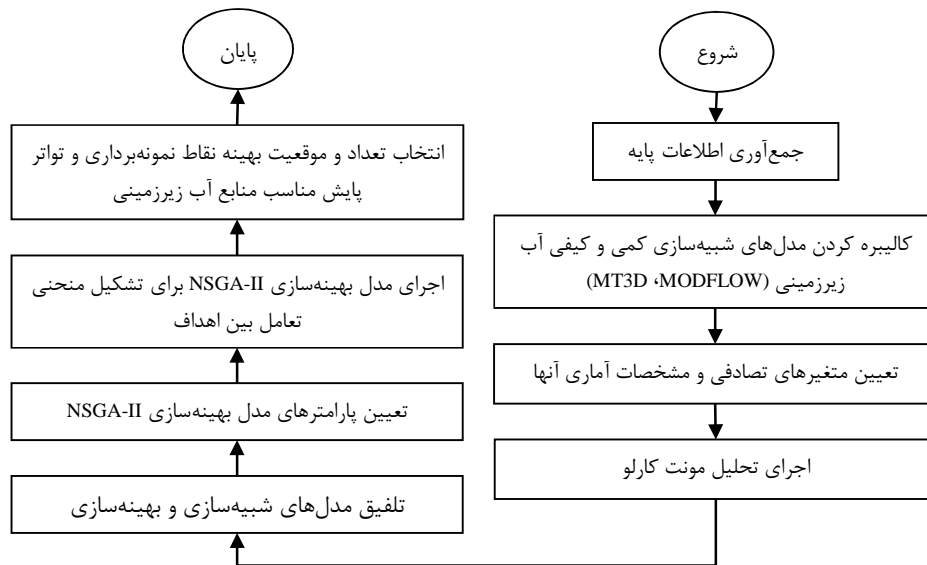 شروع
جمع‌آوری اطلاعات پایه
کالیبره کردن مدل‌های شبیه‌سازی کمی و کیفی آب
زیرزمینی (MT3D ،MODFLOW)
تعیین متغیرهای تصادفی و مشخصات آماری آنها
اجرای تحلیل مونت کارلو
تلفیق مدل‌های شبیه‌سازی و بهینه‌سازی
تعیین پارامترهای مدل بهینه‌سازی NSGA-II
اجرای مدل بهینه‌سازی NSGA-II برای تشکیل منحنی
تعامل بین اهداف
انتخاب تعداد و موقعیت بهینه نقاط نمونه‌برداری و تواتر
پایش مناسب منابع آب زیرزمینی
پایان